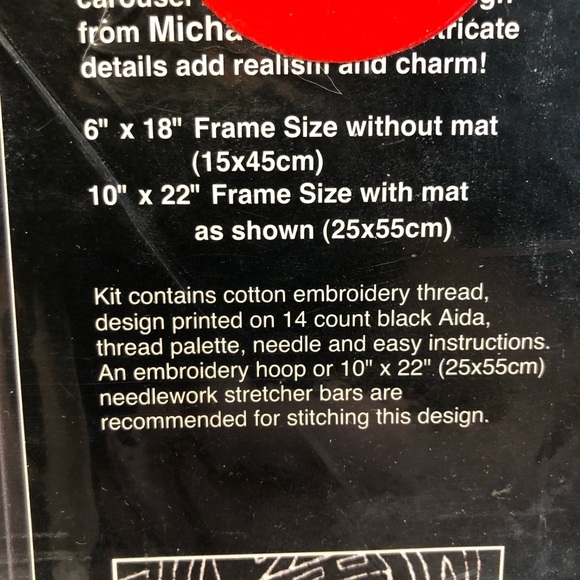 from
details add realism and charm!
6" x 18" Frame Size without mat
(15x45cm)
10" x 22" Frame Size with mat
as shown (25x55cm)
Kit contains cotton embroidery thread,
design printed on 14 count black Aida,
thread palette, needle and easy instructions.
An embroidery hoop or 10" x 22" (25x55cm)
needlework stretcher bars are
recommended for stitching this design.